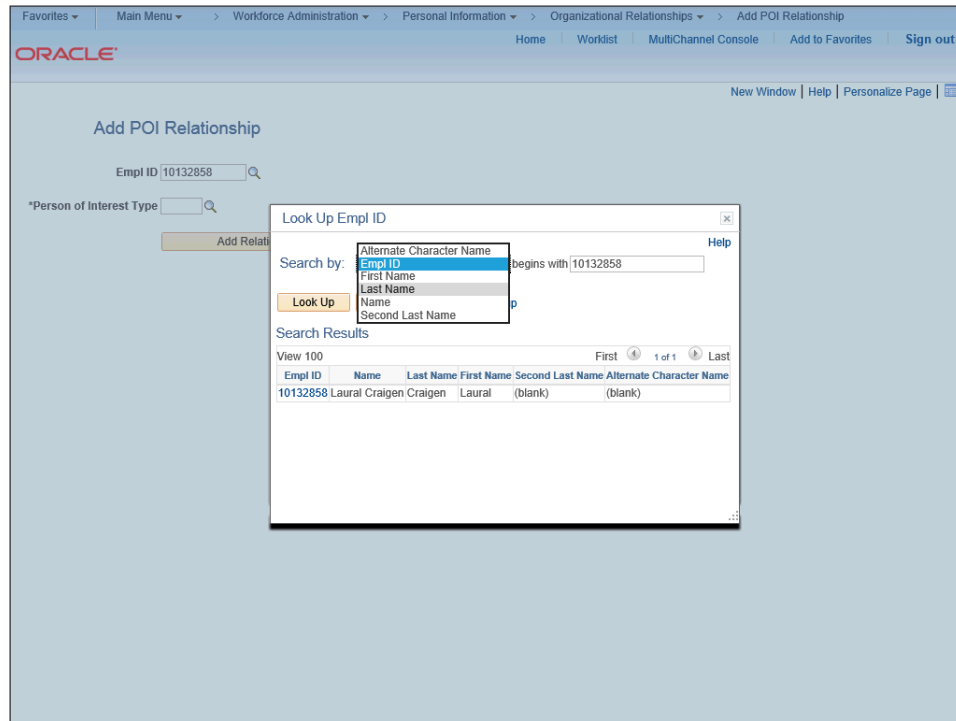 Favorites Main Menu > Workforce Administration > Personal Information > Organizational Relationships > Add POI Relationship
Home Worklist MultiChannel Console Add to Favorites Sign out
ORACLE
New Window | Help | Personalize Page |
Add POI Relationship
Empl ID 10132858
*Person of Interest Type
Add Relati
Look Up Empl ID
Help
Search by: begins with 10132858
Alternate Character Name
Empl ID
First Name
Last Name
Name
Second Last Name
Look Up p
Search Results
View 100 First 1 of 1 Last
Empl ID Name Last Name First Name Second Last Name Alternate Character Name
10132858 Laural Craigen Craigen Laural (blank) (blank)